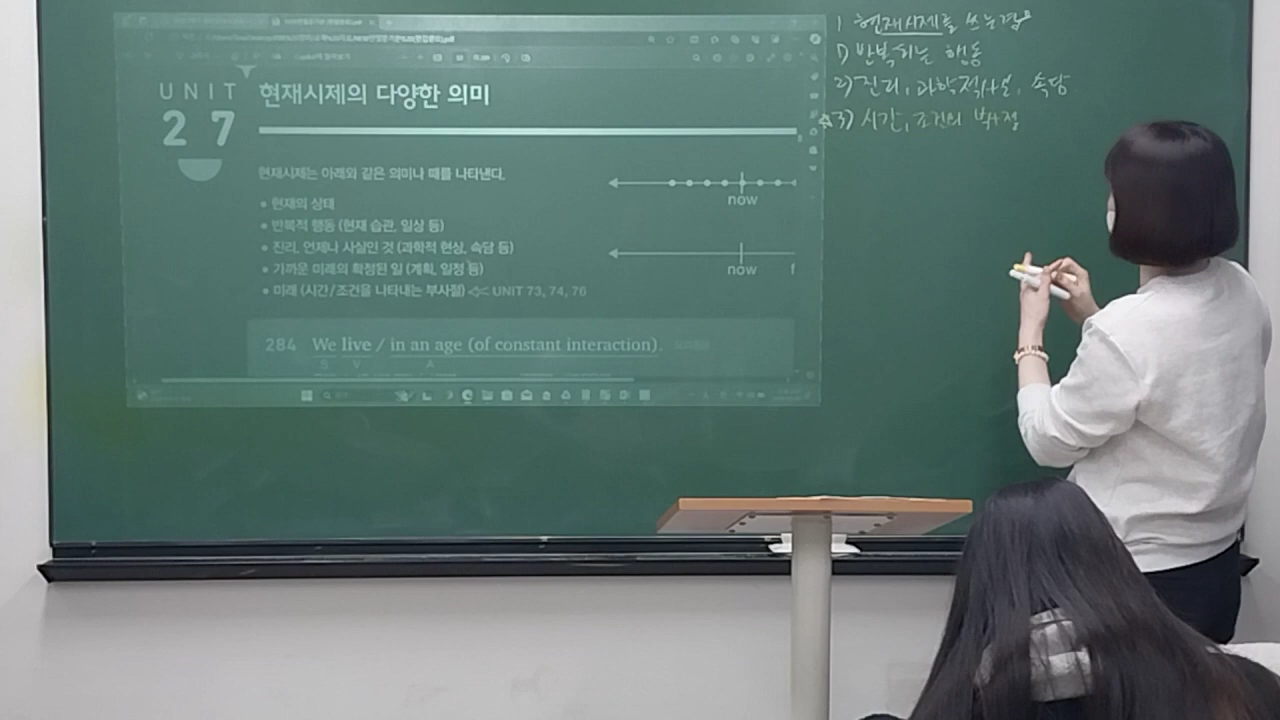 UNIT
27
현재시제의 다양한 의미
현재시제는 아래와 같은 의미나 때를 나타낸다.
• 현재의 상태
• 반복적 행동 (현재 습관, 일상 등)
• 진리, 언제나 사실인 것 (과학적 현상, 속담 등)
• 가까운 미래의 확정된 일 (계획, 일정 등)
• 미래 (시간/조건을 나타내는 부사절) UNIT 73, 74, 76
now
now
f
284 We live / in an age (of constant interaction).
S V A
1 현재시제를 쓰는
1) 반복되는 행동
2) 진리, 과학적사실, 속담
☆3) 시간, 조건의 부사절